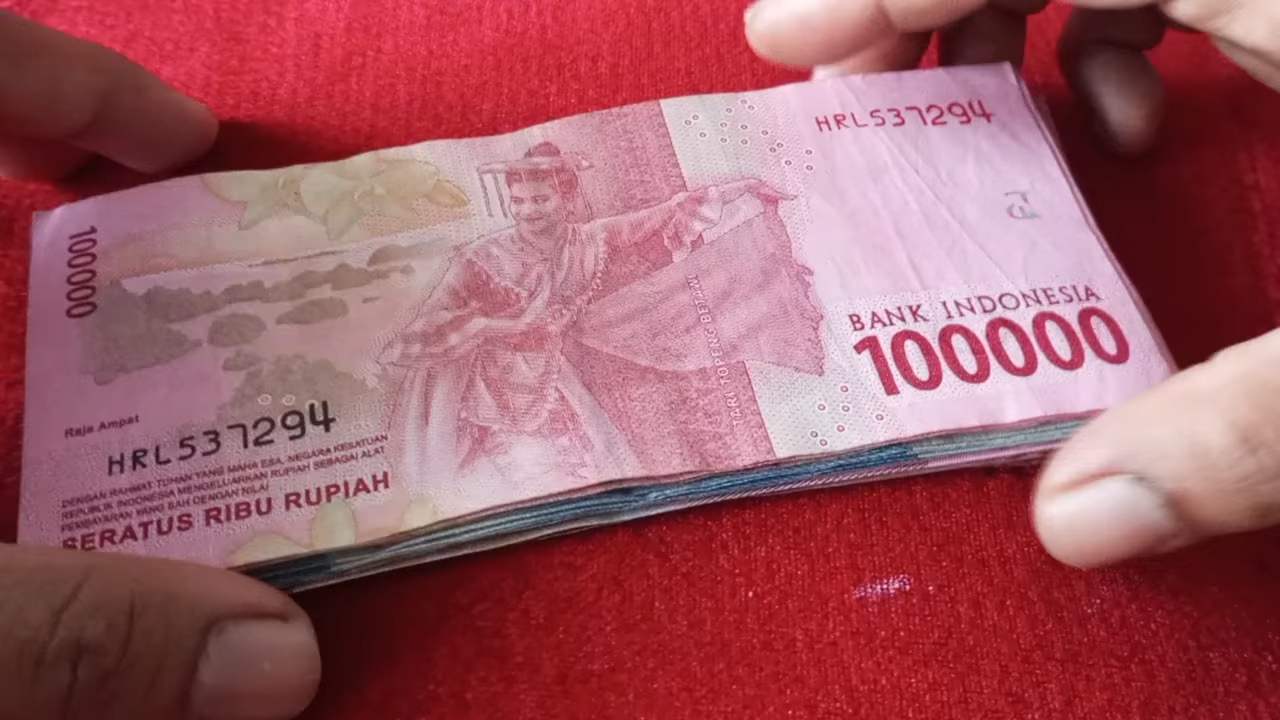 HRL537294
100000
BANK INDONESIA
100000
TARI TOPENG BETAWI
Raja Ampat
HRL537294
DENGAN RAHMAT TUHAN YANG MAHA ESA, NEGARA KESATUAN
REPUBLIK INDONESIA MENGELUARKAN RUPIAH SEBAGAI ALAT
PEMBAYARAN YANG SAH DENGAN NILAI
SERATUS RIBU RUPIAH